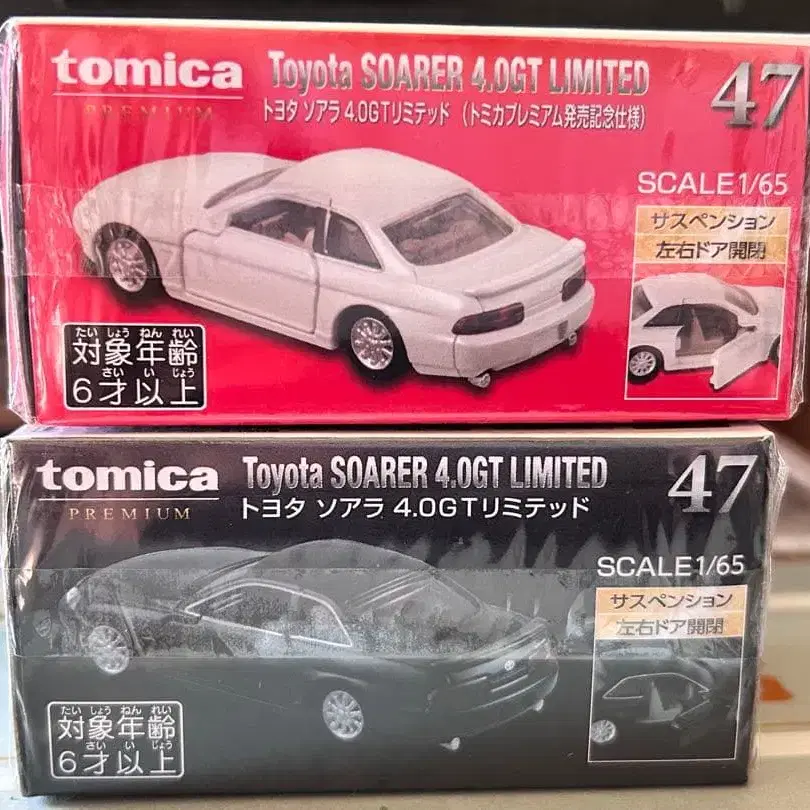 tomica
PREMIUM
Toyota SOARER 4.0GT LIMITED
トヨタ ソアラ 4.0GTリミテッド （トミカプレミアム発売記念仕様）
47
SCALE1/65
サスペンション
左右ドア開閉
たい しょう ねん れい
対象年齢
さい い じょう
6才以上
tomica
PREMIUM
Toyota SOARER 4.0GT LIMITED
トヨタ ソアラ 4.0GTリミテッド
47
SCALE1/65
サスペンション
左右ドア開閉
たい しょう ねん れい
対象年齢
さい い じょう
6才以上